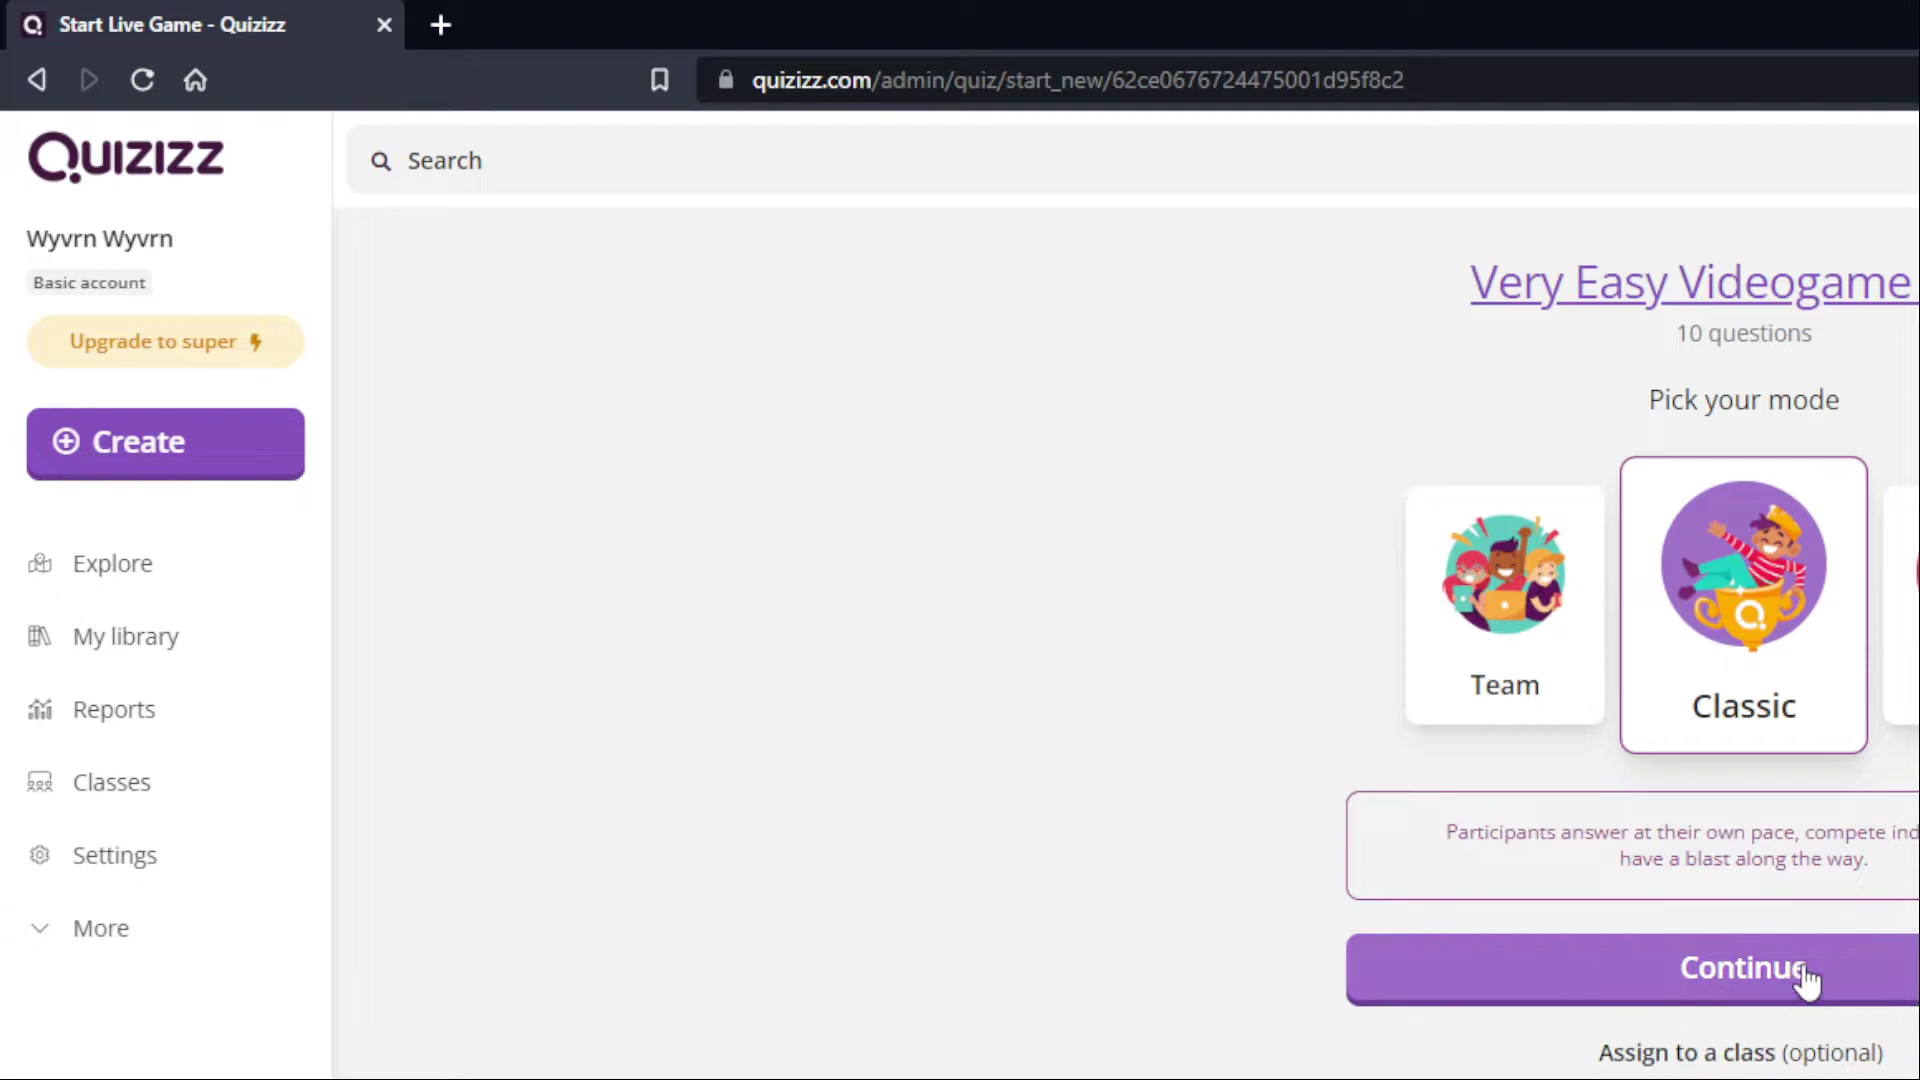 Start Live Game - Quizizz
quizizz.com/admin/quiz/start_new/62ce0676724475001d95f8c2
QUIZIZZ
Search
Wyvrn Wyvrn
Basic account
Upgrade to super
Create
Explore
My library
Reports
Classes
Settings
More
Very Easy Videogame
10 questions
Pick your mode
Team
Classic
Participants answer at their own pace, compete ind
have a blast along the way.
Continue
Assign to a class (optional)